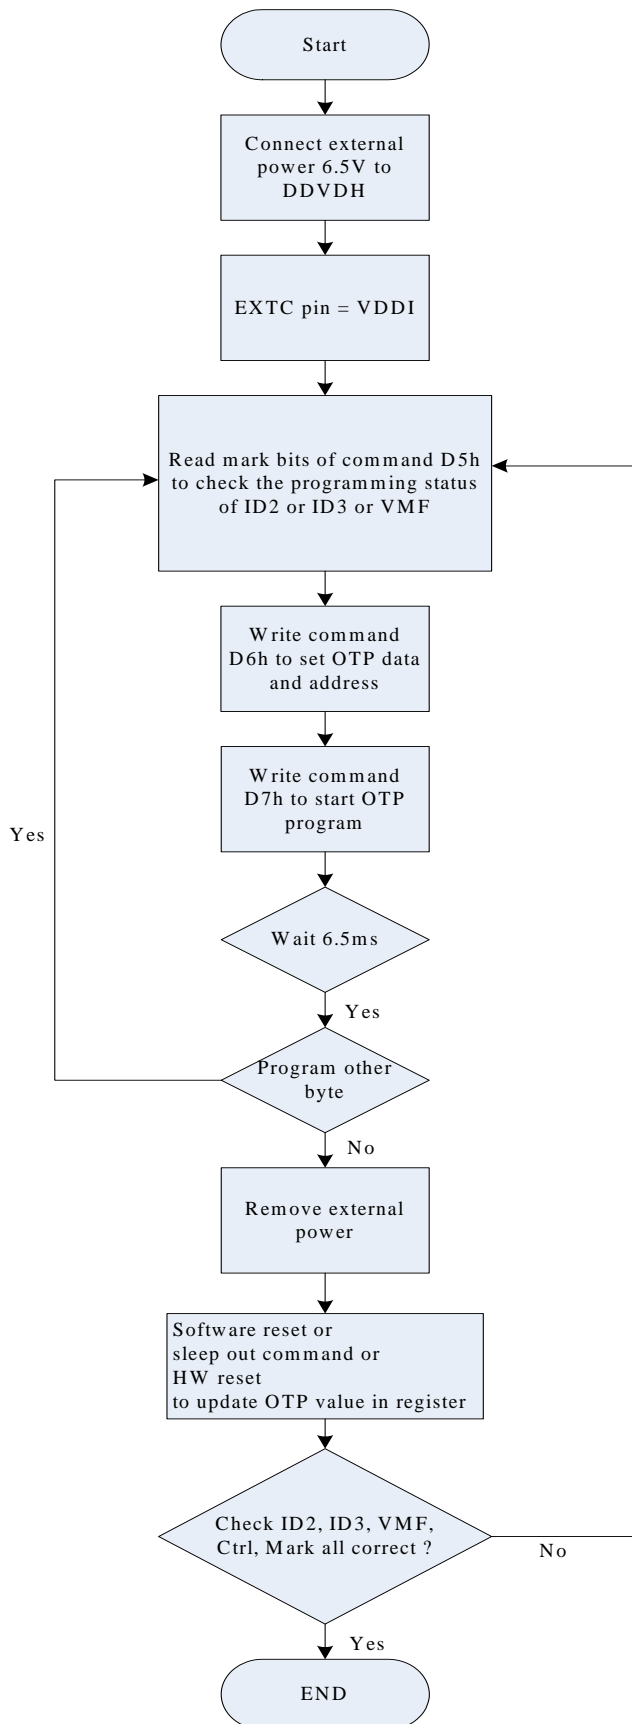 Start
Connect external
power 6.5V to
DDVDH
EXTC pin = VDDI
Read mark bits of command D5h
to check the programming status
of ID2 or ID3 or VMF
Write command
D6h to set OTP data
and address
Write command
D7h to start OTP
program
Yes
Wait 6.5ms
Yes
Program other
byte
No
Remove external
power
Software reset or
sleep out command or
HW reset
to update OTP value in register
Check ID2, ID3, VMF,
Ctrl, Mark all correct ?
No
Yes
END